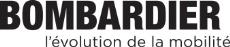 BOMBARDIER
l'évolution de la mobilité